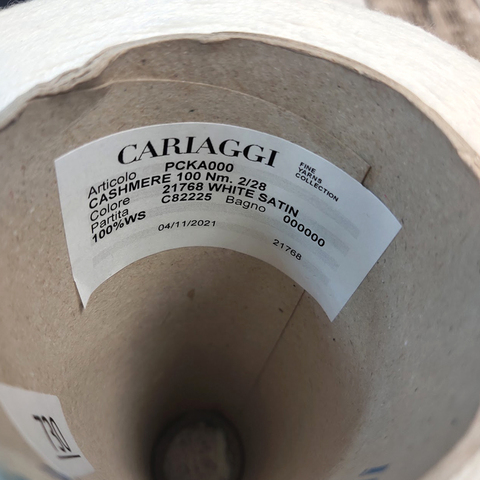 CARIAGGI
FINE
YARNS
COLLECTION
Articolo PCKA000
CASHMERE 100 Nm. 2/28
Colore 21768 WHITE SATIN
Partita C82225 Bagno 000000
100%WS
04/11/2021
21768
730